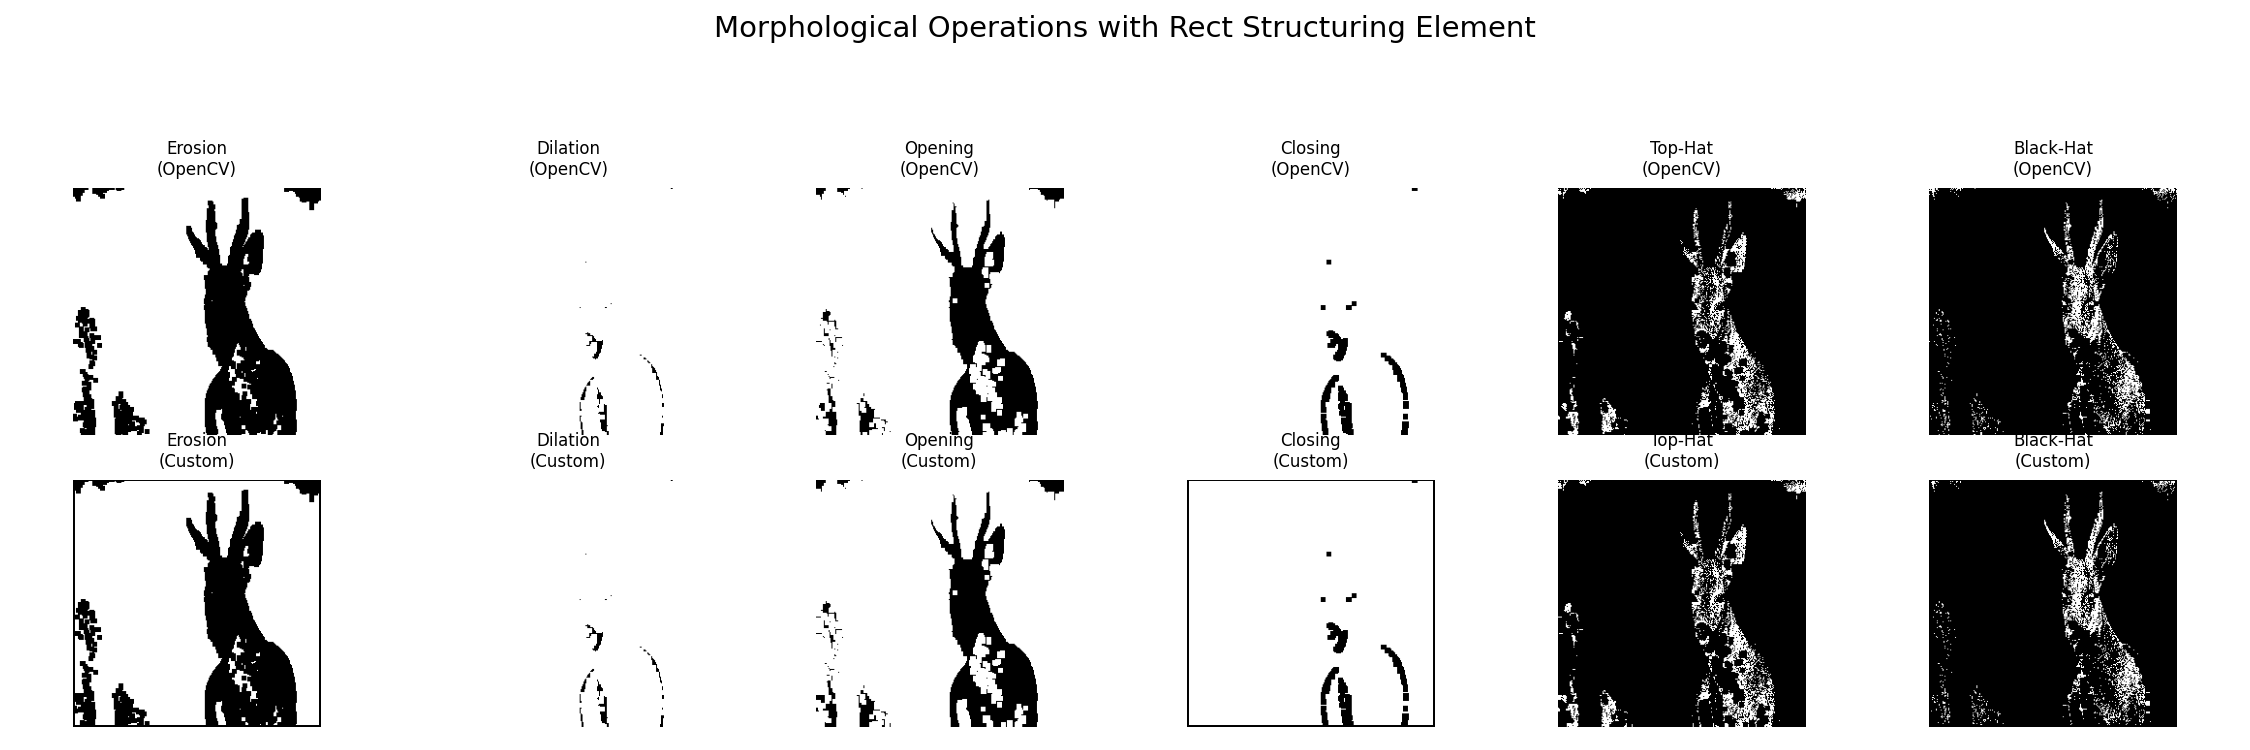 Morphological Operations with Rect Structuring Element
Erosion
(OpenCV)
Dilation
(OpenCV)
Opening
(OpenCV)
Closing
(OpenCV)
Top-Hat
(OpenCV)
Black-Hat
(OpenCV)
Erosion
(Custom)
Dilation
(Custom)
Opening
(Custom)
Closing
(Custom)
Top-Hat
(Custom)
Black-Hat
(Custom)